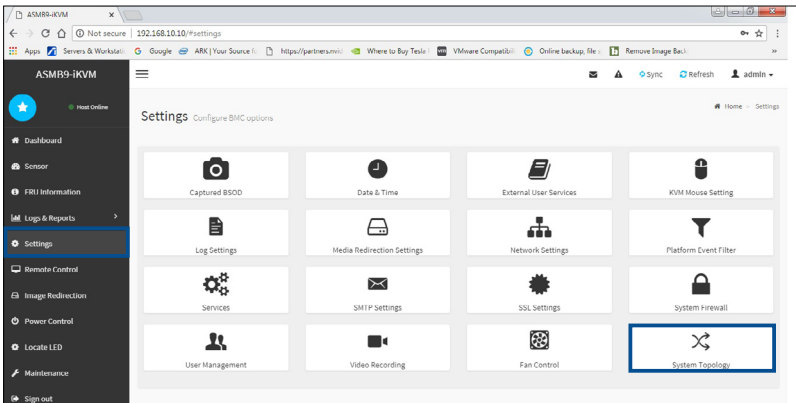 ASMB9-iKVM
Not secure 192.168.10.10/#settings
Apps Servers & Workstati Google ARK | Your Source f https://partners.nvid Where to Buy Tesla VMware Compatibili Online backup, file s Remove Image Back
ASMB9-iKVM
Sync Refresh admin
Host Online
Settings Configure BMC options
Home - Settings
Dashboard
Sensor
FRU Information
Logs & Reports
Settings
Remote Control
Image Redirection
Power Control
Locate LED
Maintenance
Sign out
Captured BSOD
Date & Time
External User Services
KVM Mouse Setting
Log Settings
Media Redirection Settings
Network Settings
Platform Event Filter
Services
SMTP Settings
SSL Settings
System Firewall
User Management
Video Recording
Fan Control
System Topology